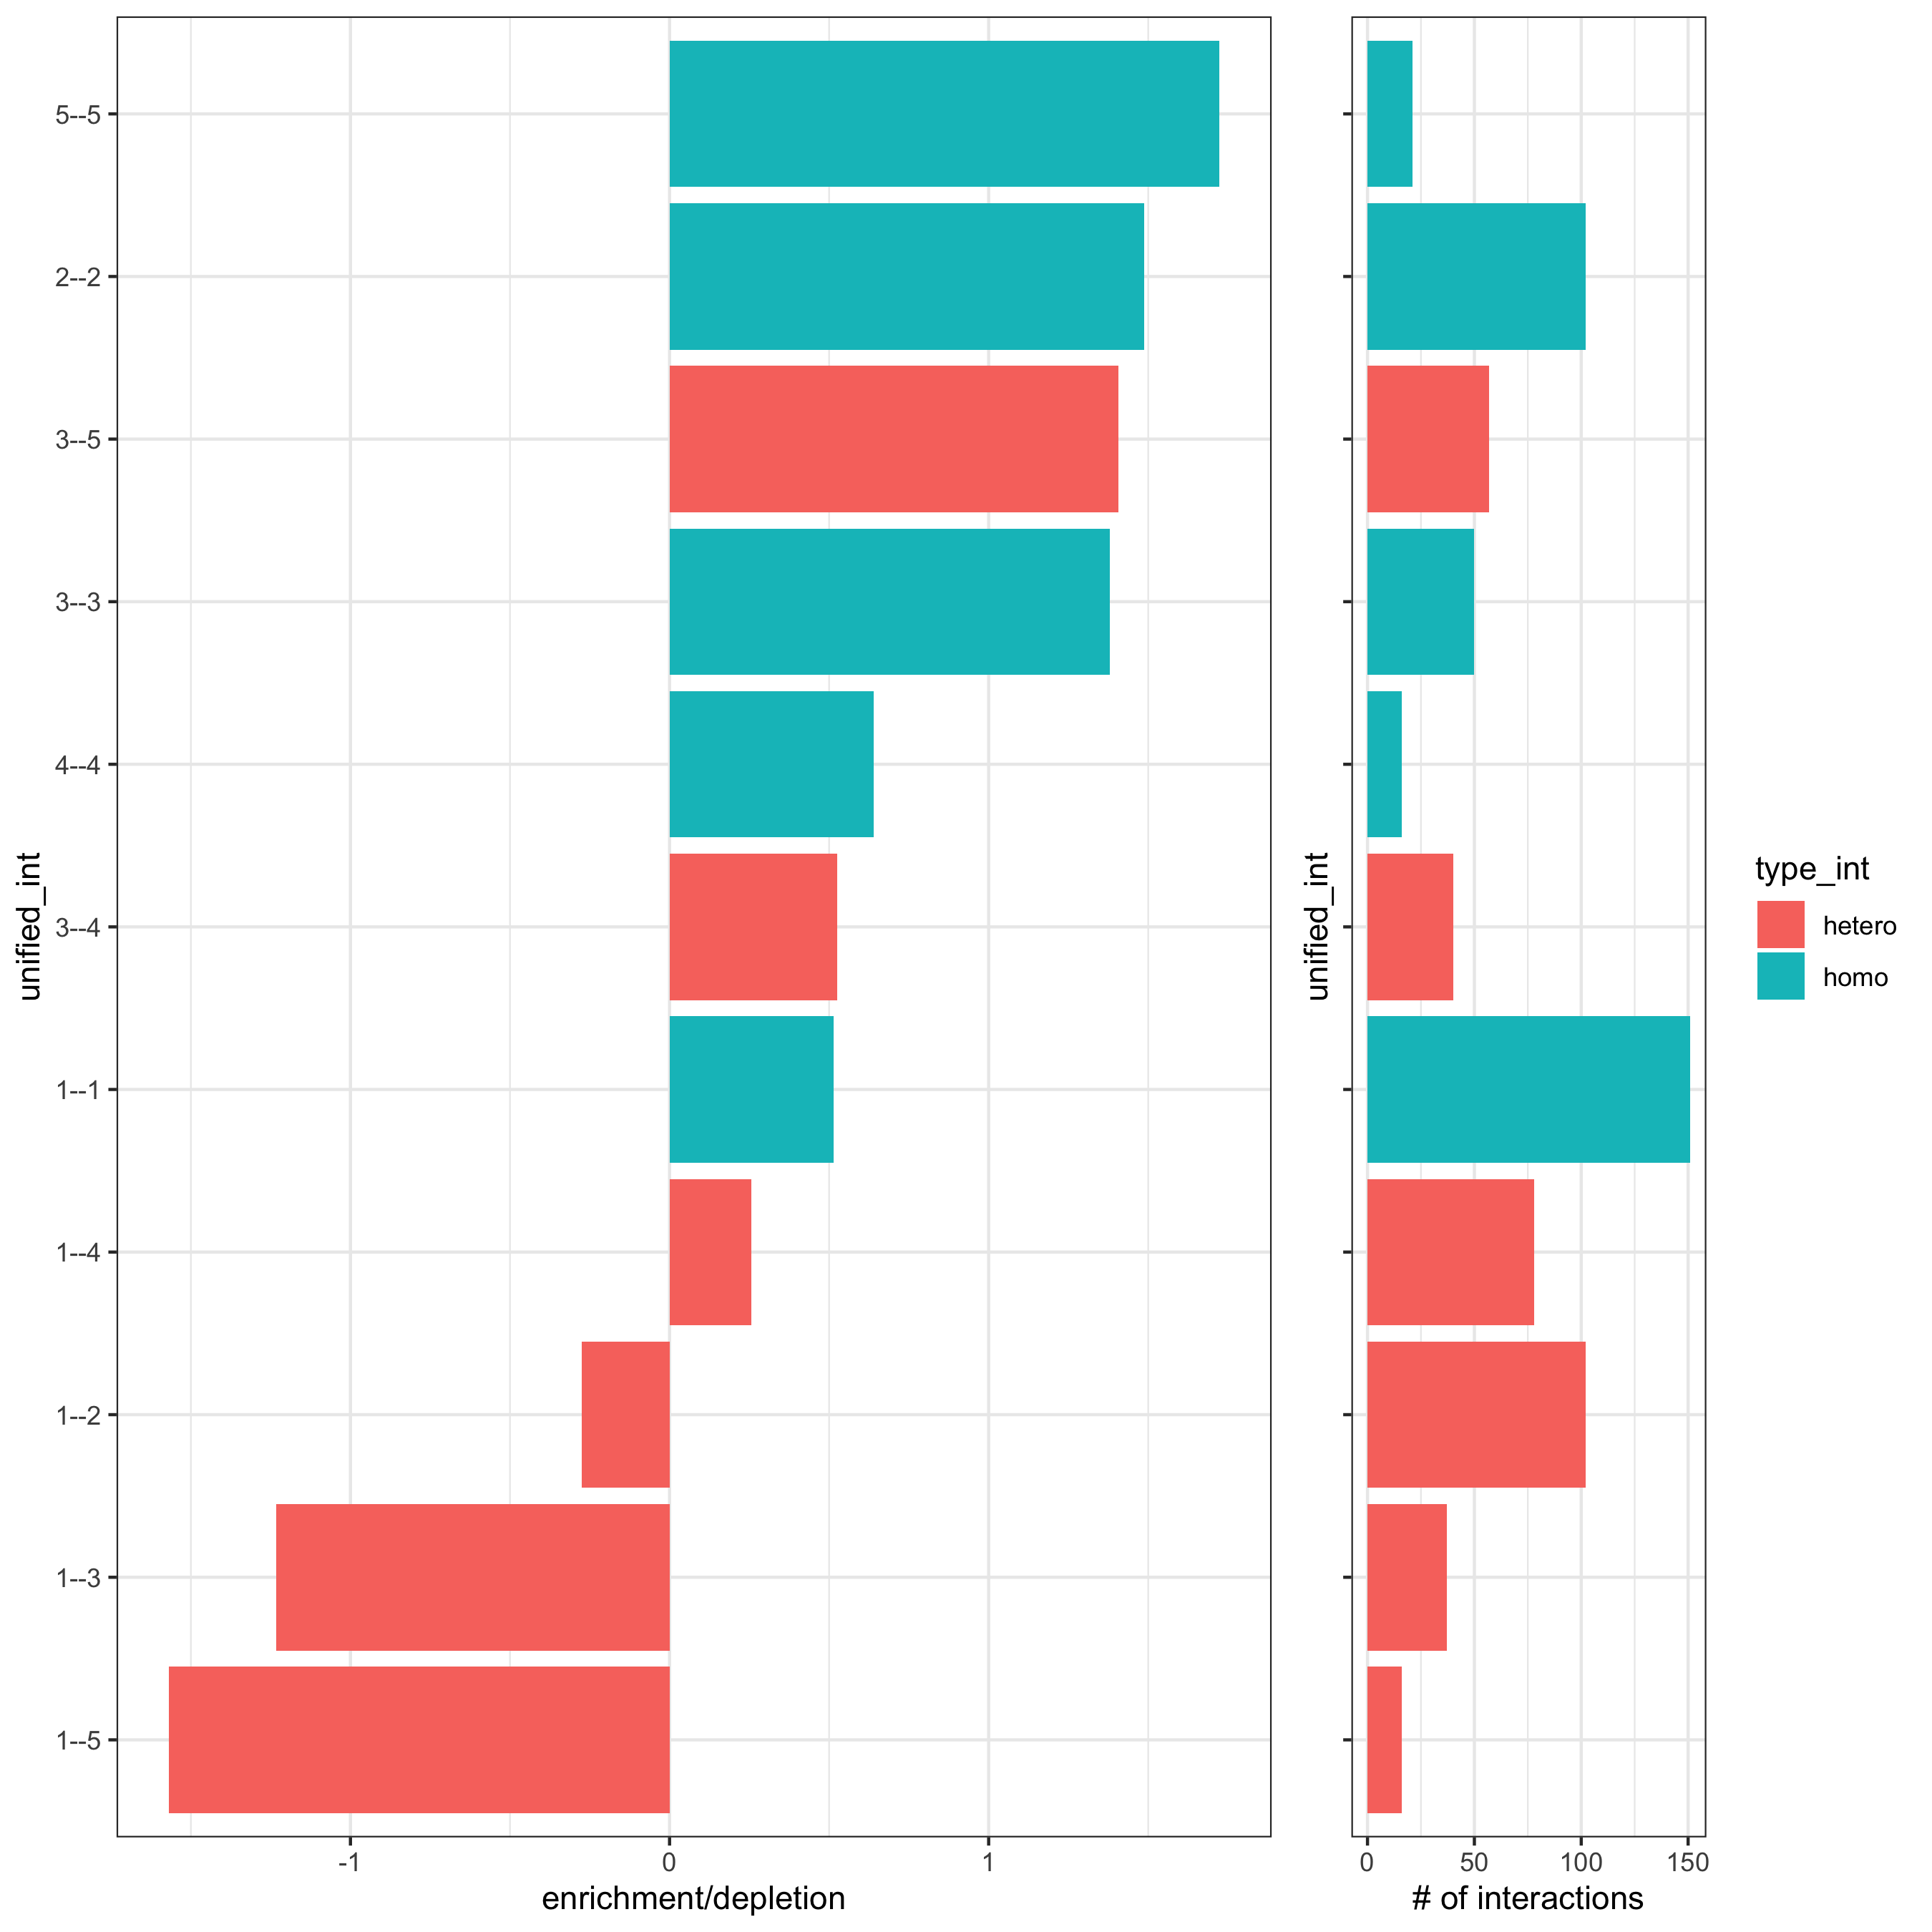 unified_int
5--5
2--2
3--5
3--3
4--4
3--4
1--1
1--4
1--2
1--3
1--5
-1 0 1
enrichment/depletion
unified_int
0 50 100 150
# of interactions
type_int
hetero
homo